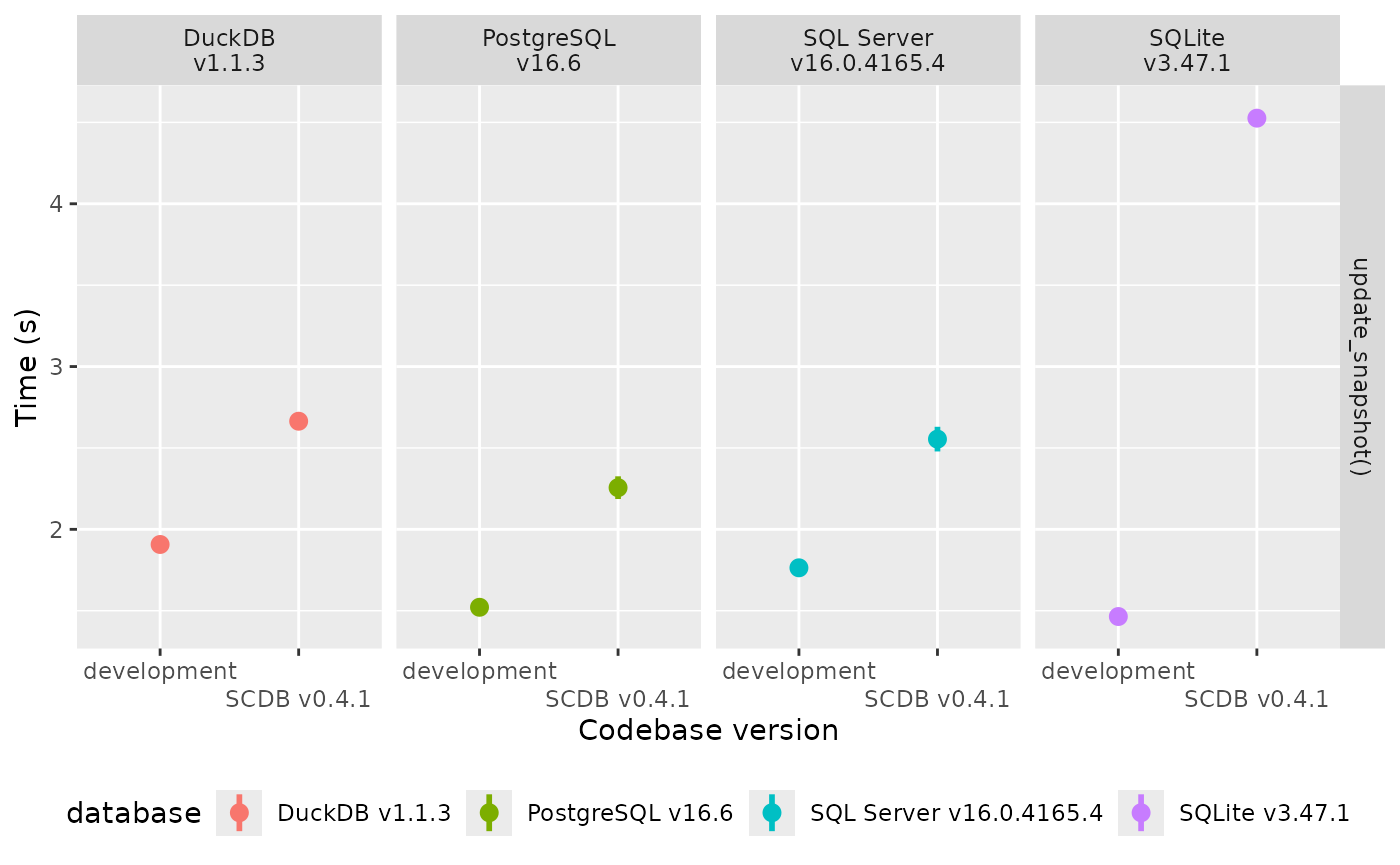 DuckDB
v1.1.3
PostgreSQL
v16.6
SQL Server
v16.0.4165.4
SQLite
v3.47.1
update_snapshot()
Time (s)
4
3
2
development
SCDB v0.4.1
development
SCDB v0.4.1
development
SCDB v0.4.1
development
SCDB v0.4.1
Codebase version
database
DuckDB v1.1.3
PostgreSQL v16.6
SQL Server v16.0.4165.4
SQLite v3.47.1